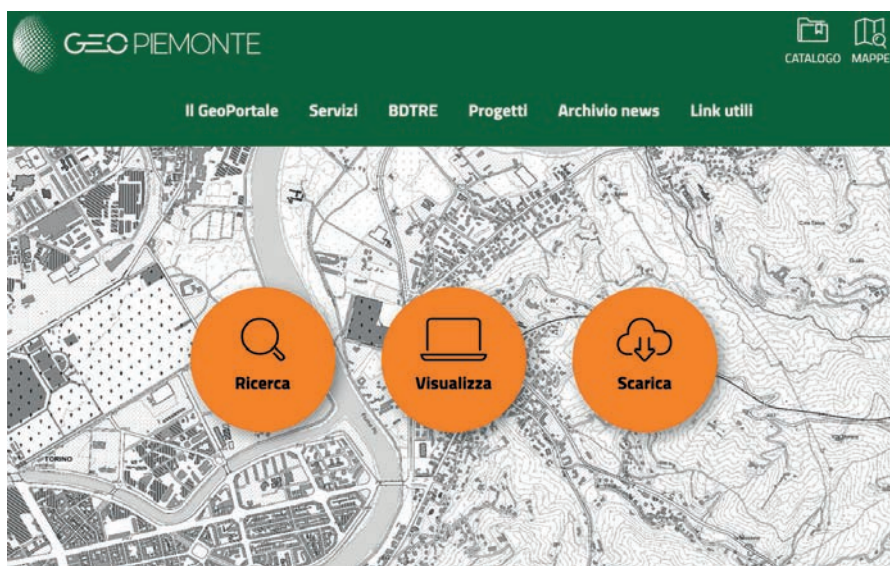 GEO PIEMONTE
CATALOGO MAPPE
Il GeoPortale Servizi BDTRE Progetti Archivio news Link utili
Ricerca Visualizza Scarica
TORINO